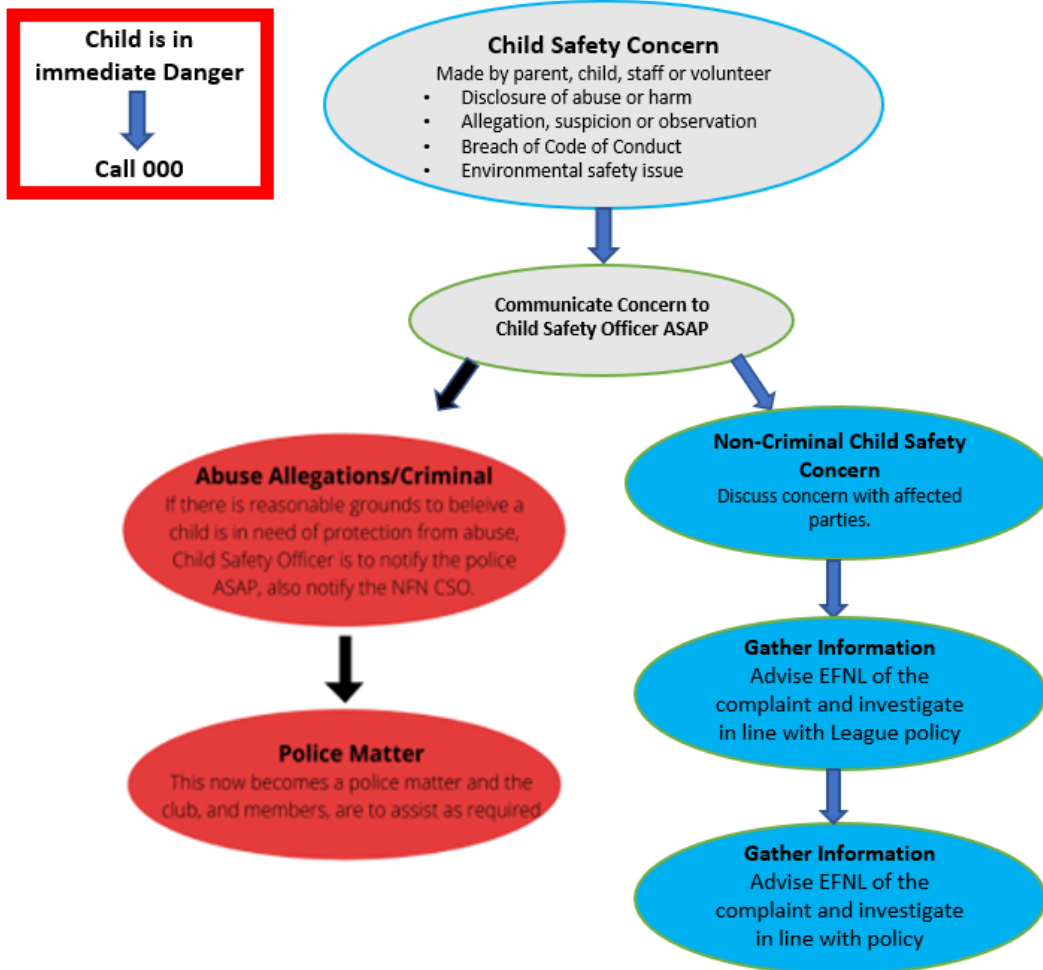 Child is in
immediate Danger
Call 000
Child Safety Concern
Made by parent, child, staff or volunteer
• Disclosure of abuse or harm
• Allegation, suspicion or observation
• Breach of Code of Conduct
• Environmental safety issue
Communicate Concern to
Child Safety Officer ASAP
Abuse Allegations/Criminal
If there is reasonable grounds to beleive a
child is in need of protection from abuse,
Child Safety Officer is to notify the police
ASAP, also notify the NFN CSO.
Police Matter
This now becomes a police matter and the
club, and members, are to assist as required
Non-Criminal Child Safety
Concern
Discuss concern with affected
parties.
Gather Information
Advise EFNL of the
complaint and investigate
in line with League policy
Gather Information
Advise EFNL of the
complaint and investigate
in line with policy